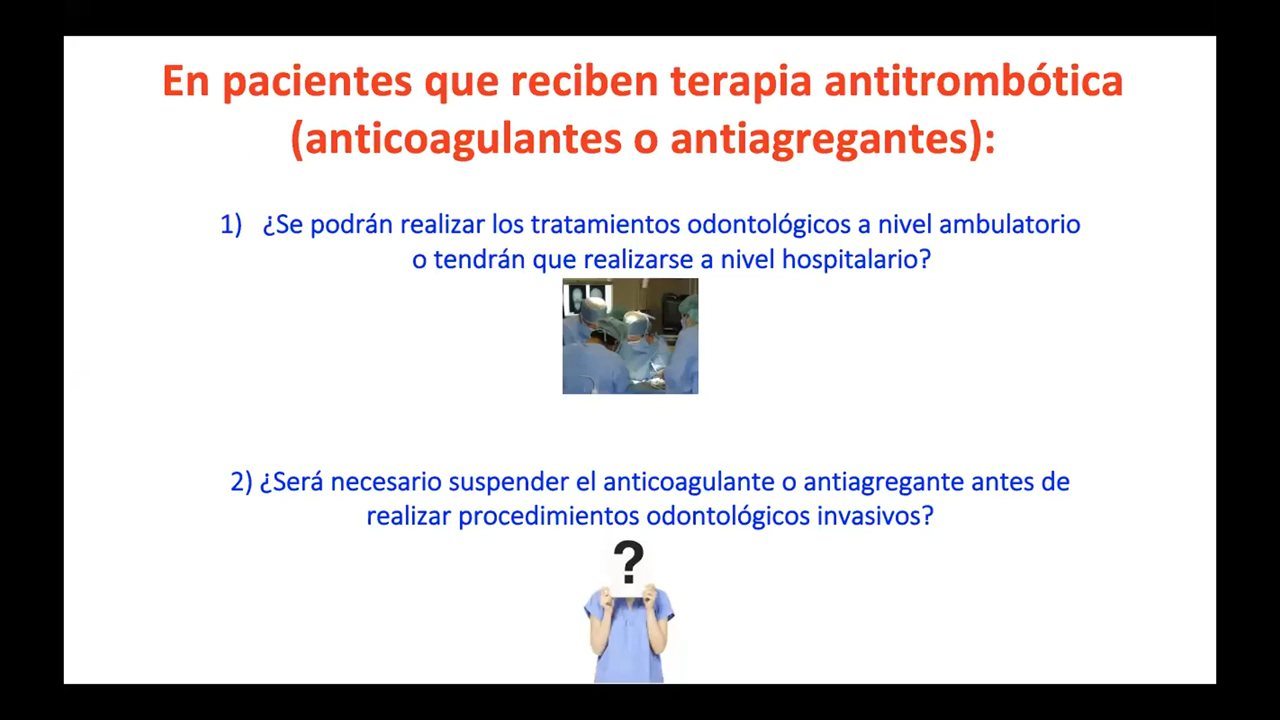 En pacientes que reciben terapia antitrombótica
(anticoagulantes o antiagregantes):
1) ¿Se podrán realizar los tratamientos odontológicos a nivel ambulatorio
o tendrán que realizarse a nivel hospitalario?
2) ¿Será necesario suspender el anticoagulante o antiagregante antes de
realizar procedimientos odontológicos invasivos?
?